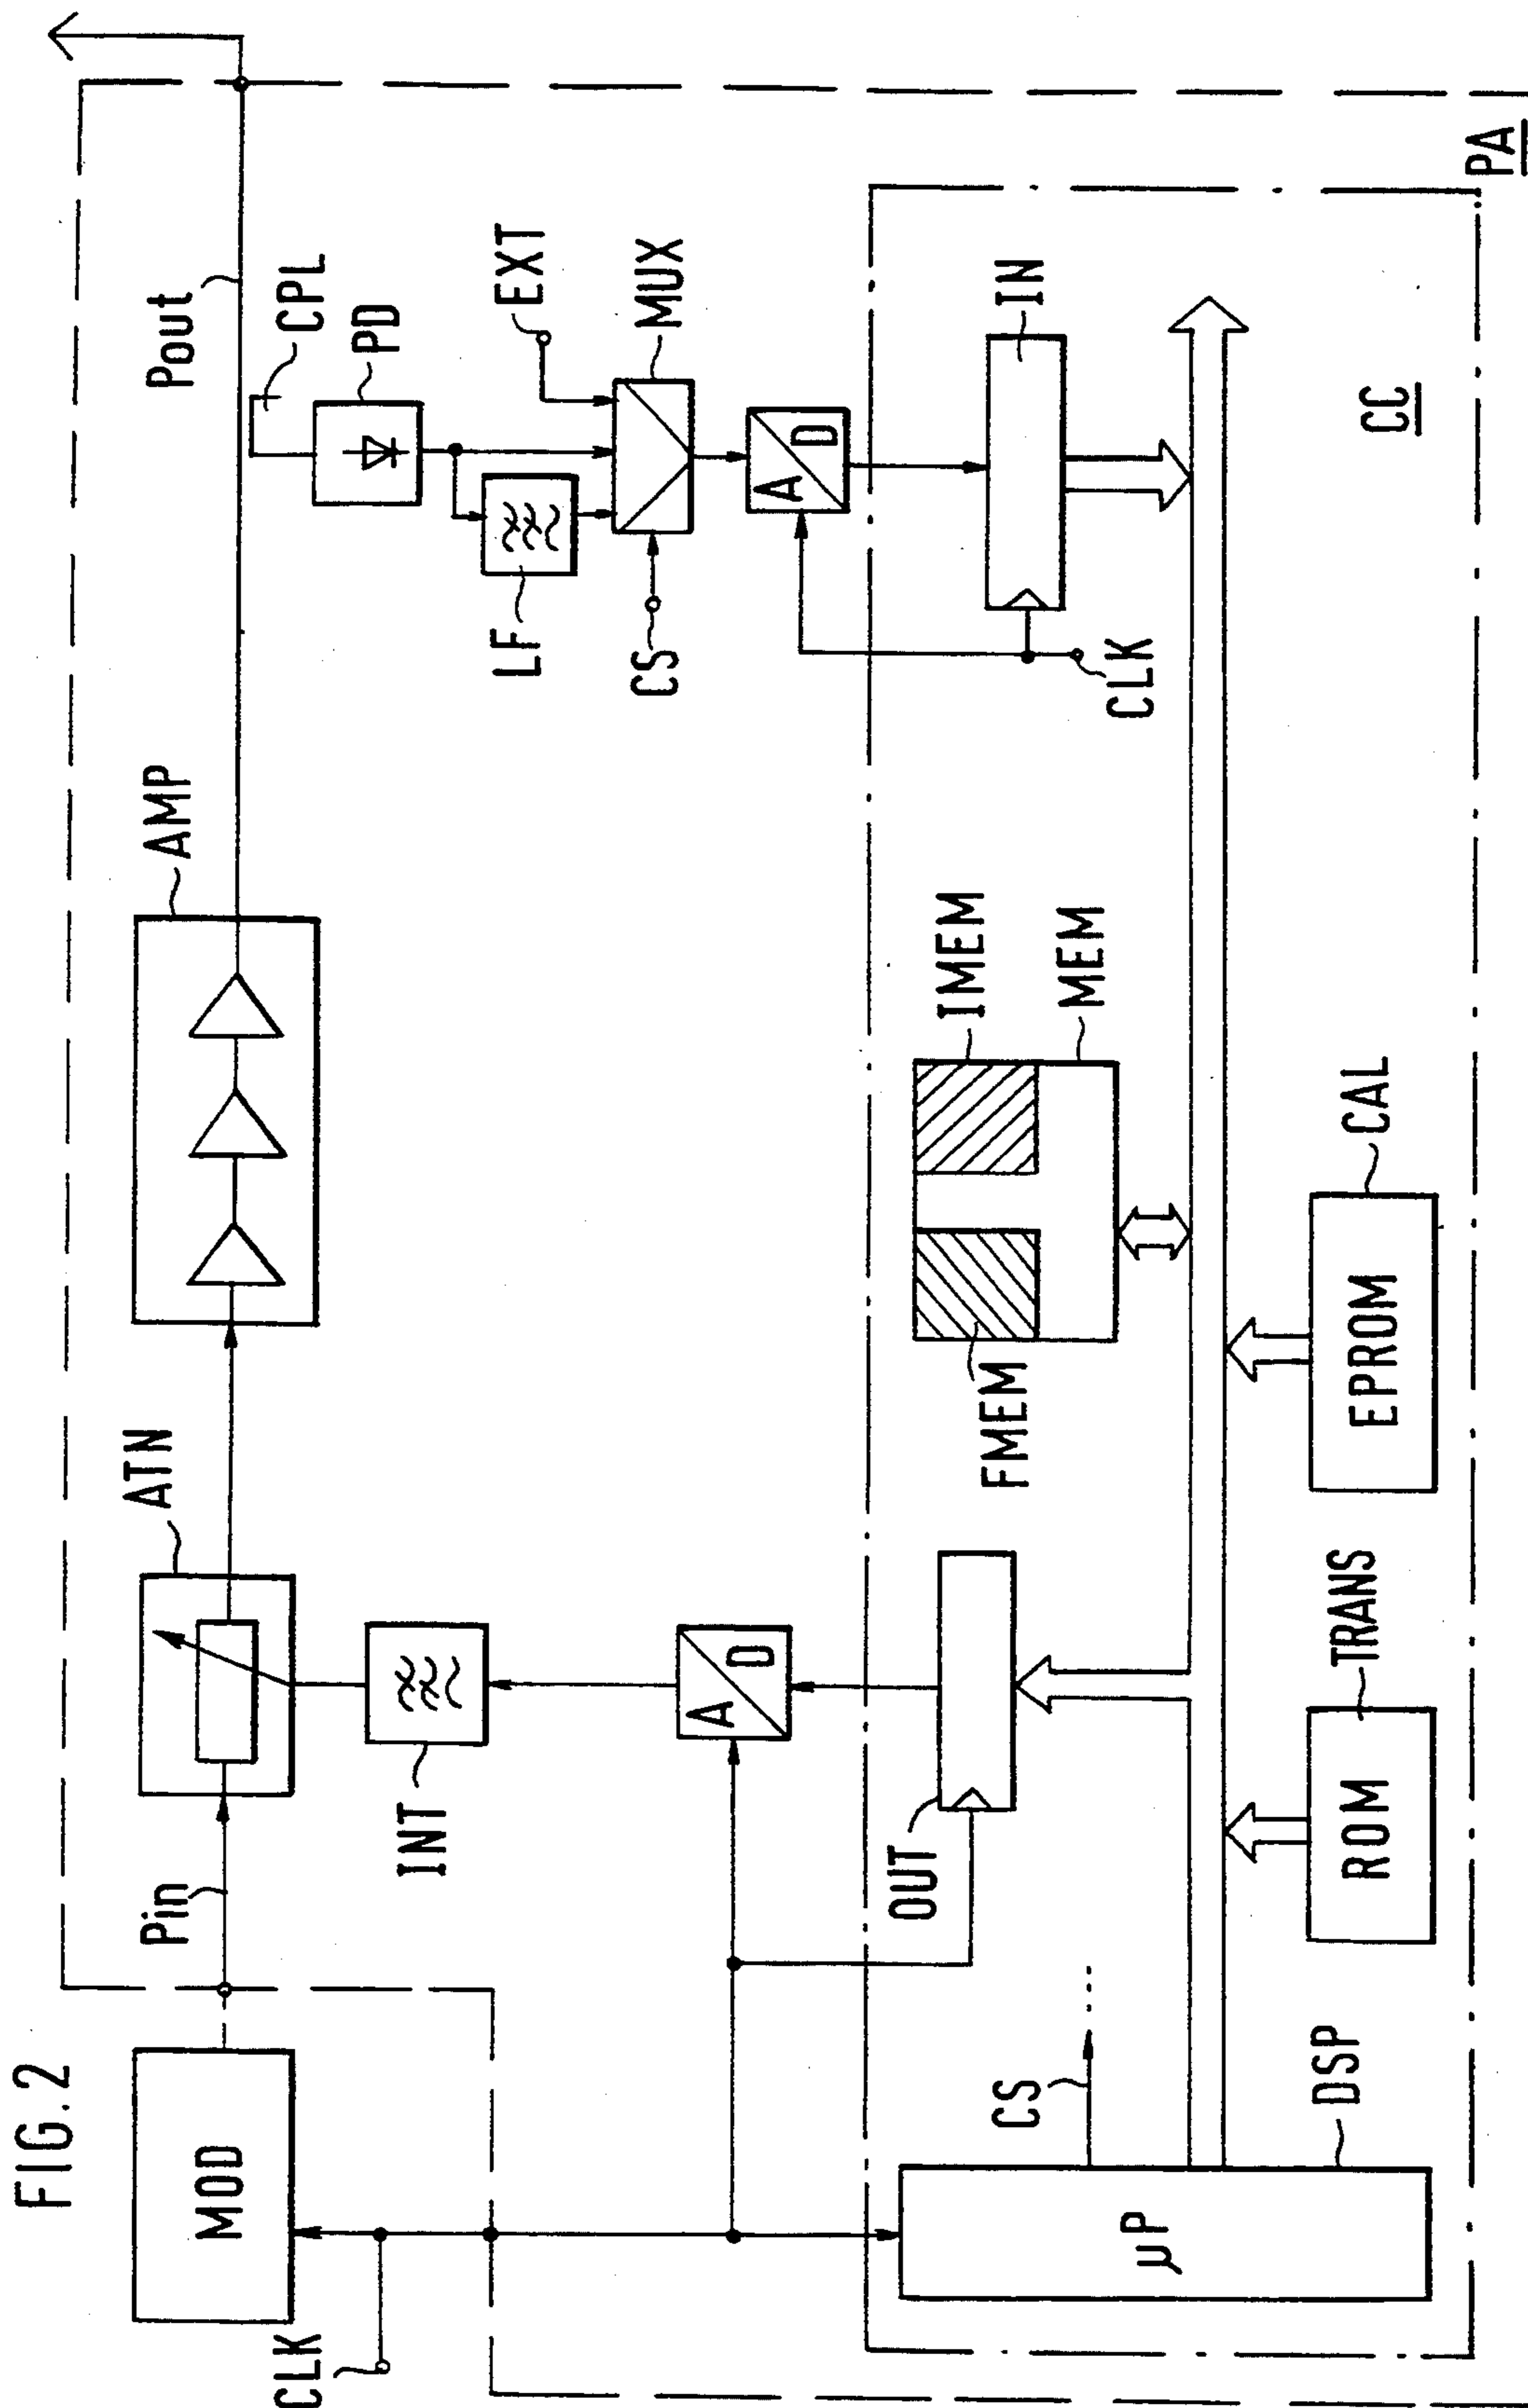 FIG.2
MOD
CLK
Pin
ATN
AMP
Pout
CPL
PD
LF
EXT
MUX
CS
INT
A
D
A
D
OUT
IN
CLK
FMEM
IMEM
MEM
CS
µP
DSP
ROM
TRANS
EPROM
CAL
CC
PA